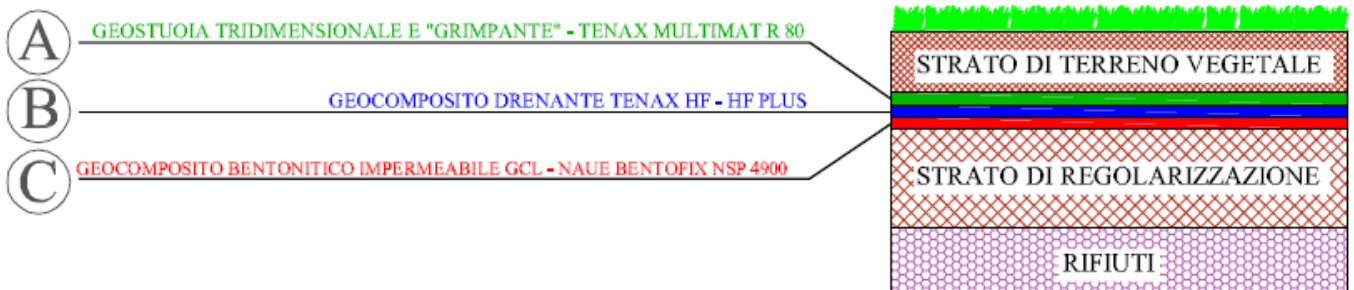 A
GEOSTUOIA TRIDIMENSIONALE E "GRIMPANTE" - TENAX MULTIMAT R 80
B
GEOCOMPOSITO DRENANTE TENAX HF - HF PLUS
C
GEOCOMPOSITO BENTONITICO IMPERMEABILE GCL - NAUE BENTOFIX NSP 4900
STRATO DI TERRENO VEGETALE
STRATO DI REGOLARIZZAZIONE
RIFIUTI